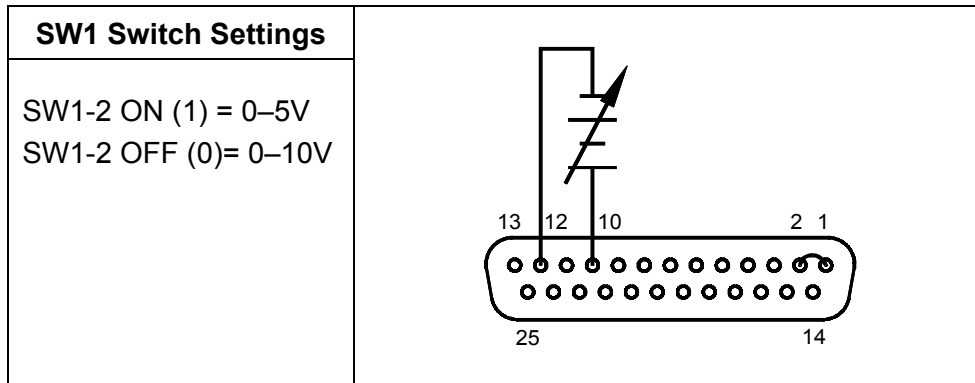 SW1 Switch Settings
SW1-2 ON (1) = 0–5V
SW1-2 OFF (0)= 0–10V
13 12 10 2 1
25 14